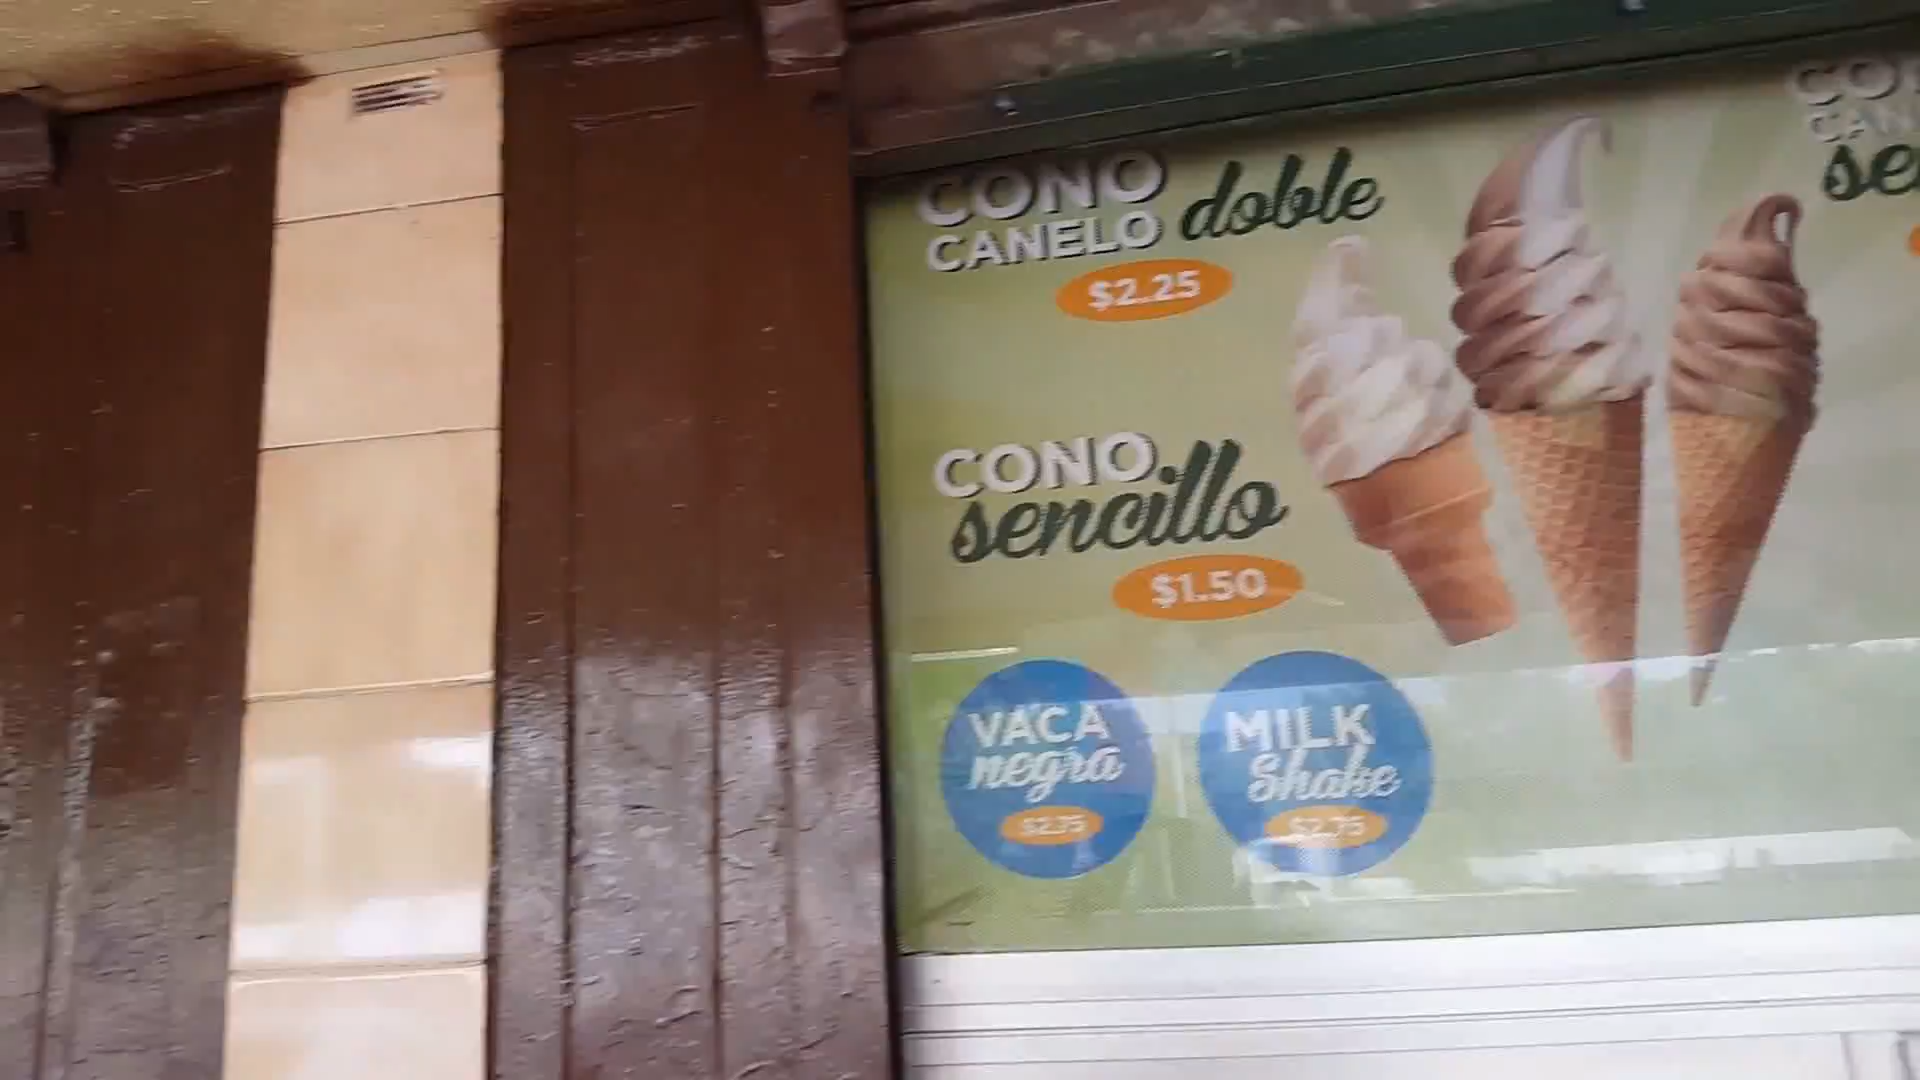 CONO
CANELO doble
$2.25
CONO
sencillo
$1.50
VACA
negra
$2.75
MILK
Shake
$2.75